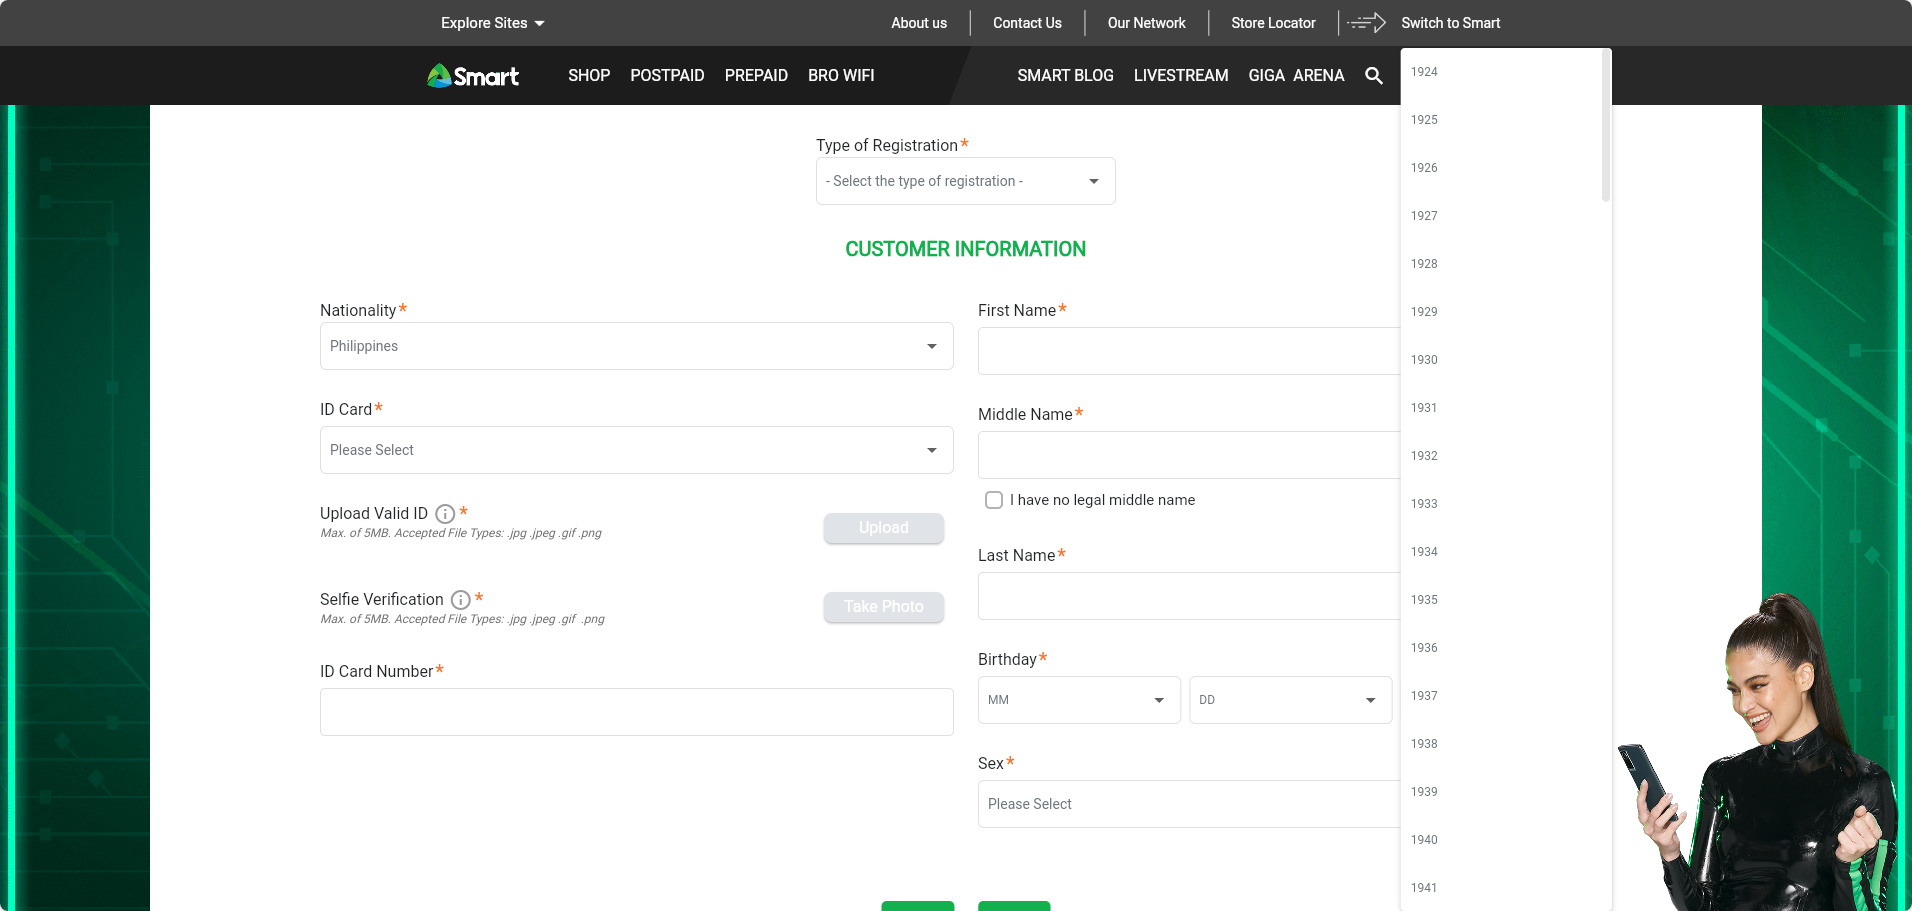 Explore Sites
About us
Contact Us
Our Network
Store Locator
Switch to Smart
Smart
SHOP
POSTPAID
PREPAID
BRO WIFI
SMART BLOG
LIVESTREAM
GIGA ARENA
Type of Registration*
- Select the type of registration -
CUSTOMER INFORMATION
Nationality*
Philippines
ID Card*
Please Select
Upload Valid ID *
Max. of 5MB. Accepted File Types: .jpg .jpeg .gif .png
Upload
Selfie Verification *
Max. of 5MB. Accepted File Types: .jpg .jpeg .gif .png
Take Photo
ID Card Number*
First Name*
Middle Name*
I have no legal middle name
Last Name*
Birthday*
MM
DD
Sex*
Please Select
1924
1925
1926
1927
1928
1929
1930
1931
1932
1933
1934
1935
1936
1937
1938
1939
1940
1941